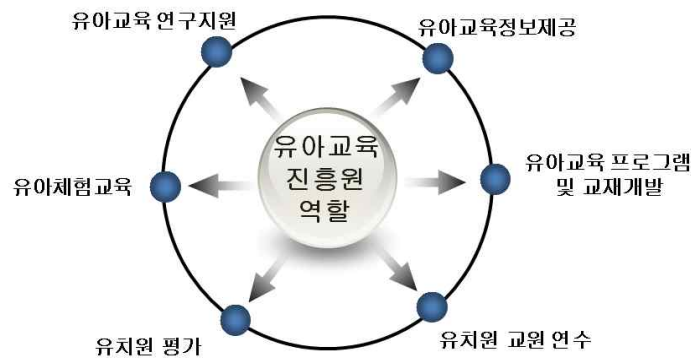 유아교육 연구지원
유아교육정보제공
유아교육
진흥원
역할
유아체험교육
유아교육 프로그램
및 교재개발
유치원 평가
유치원 교원 연수